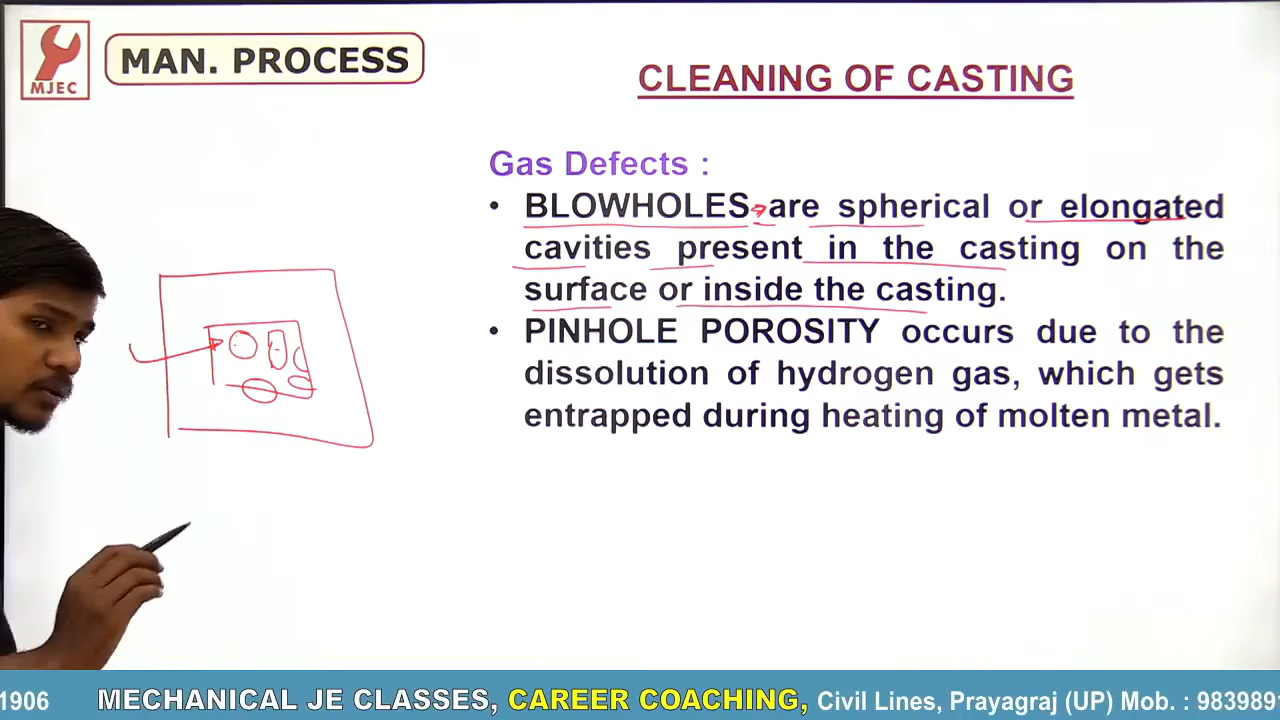 MJEC
MAN. PROCESS
CLEANING OF CASTING
Gas Defects :
• BLOWHOLES are spherical or elongated
cavities present in the casting on the
surface or inside the casting.
• PINHOLE POROSITY occurs due to the
dissolution of hydrogen gas, which gets
entrapped during heating of molten metal.
1906 MECHANICAL JE CLASSES, CAREER COACHING, Civil Lines, Prayagraj (UP) Mob. : 983989